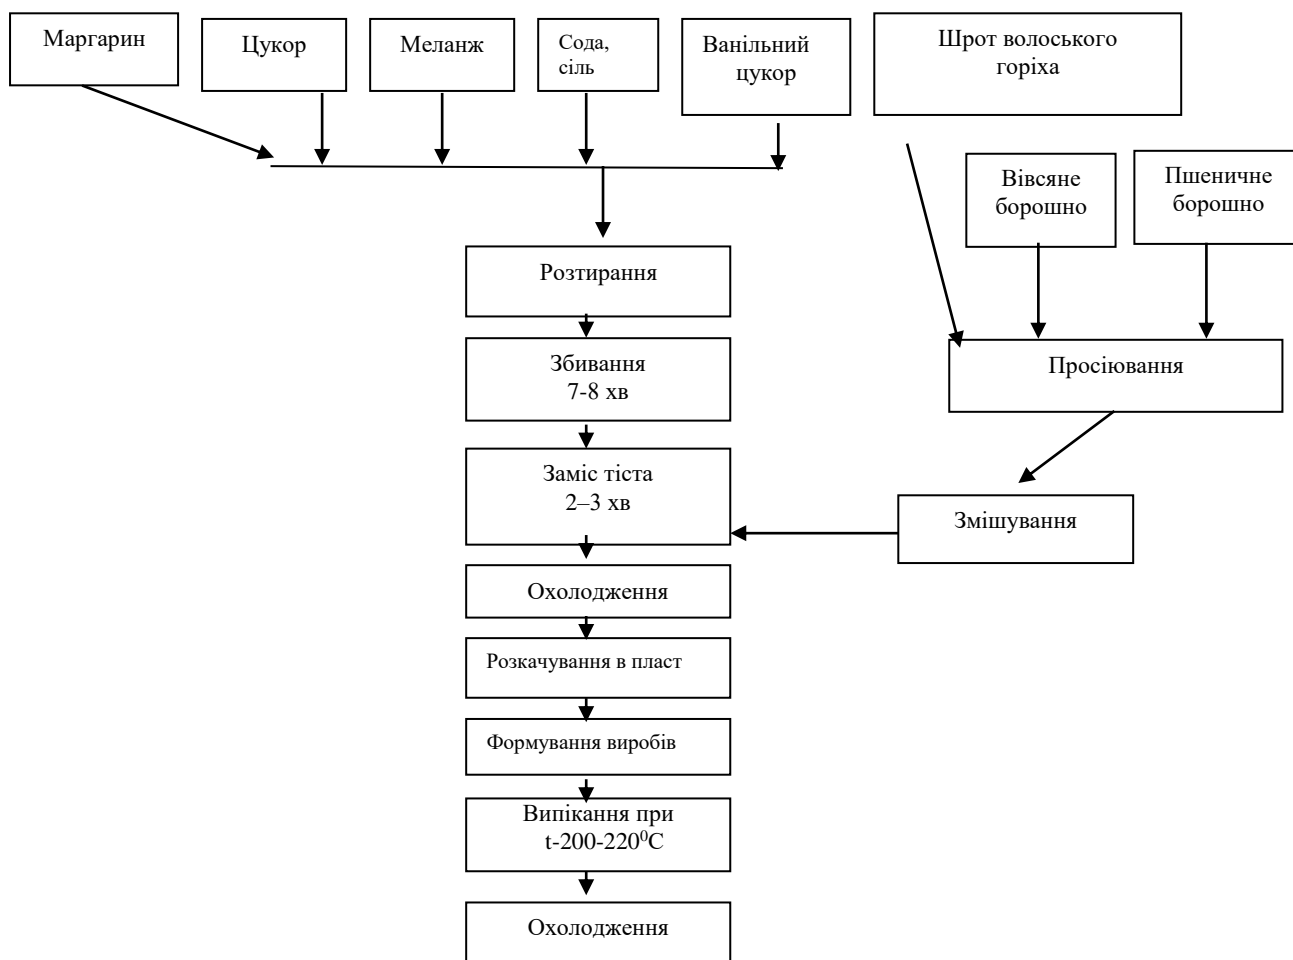 Маргарин
Цукор
Меланж
Сода,
сіль
Ванільний
цукор
Шрот волоського
горіха
Вівсяне
борошно
Пшеничне
борошно
Розтирання
Збивання
7-8 хв
Просіювання
Заміс тіста
2–3 хв
Змішування
Охолодження
Розкачування в пласт
Формування виробів
Випікання при
t-200-220⁰С
Охолодження